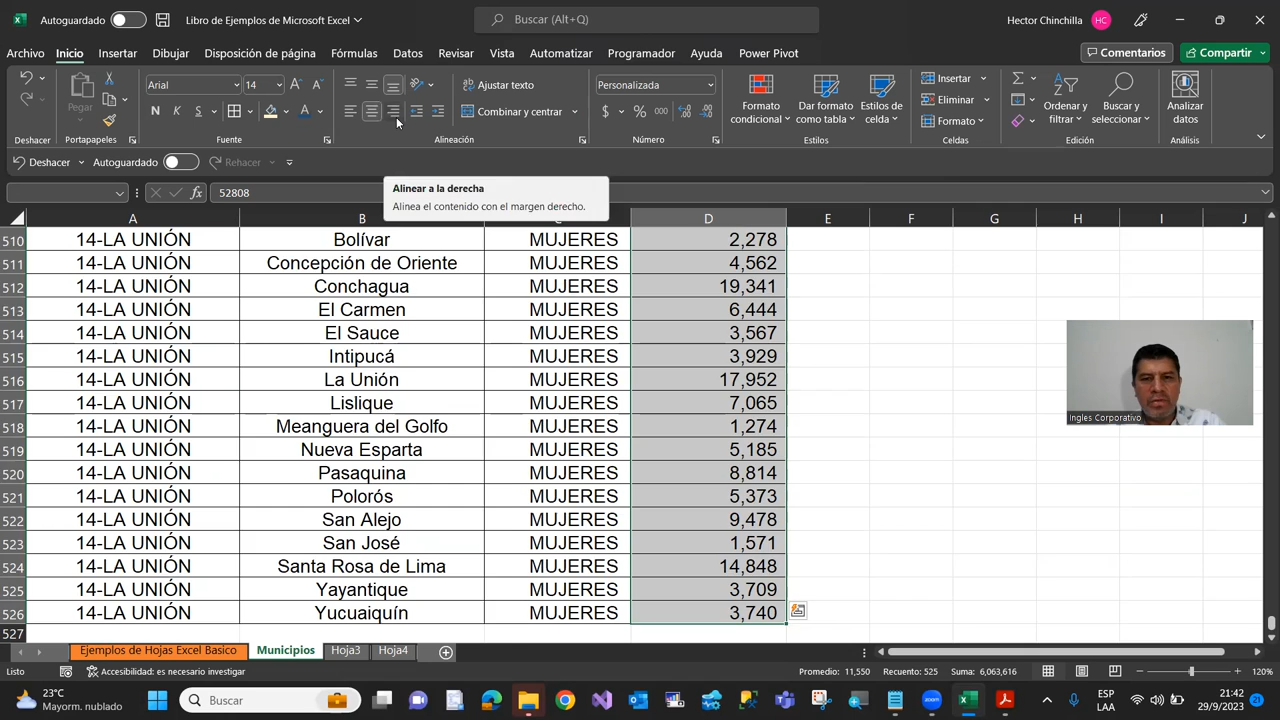 Autoguardado
Libro de Ejemplos de Microsoft Excel
Buscar (Alt+Q)
Hector Chinchilla
HC
Archivo Inicio Insertar Dibujar Disposición de página Fórmulas Datos Revisar Vista Automatizar Programador Ayuda Power Pivot
Comentarios
Compartir
Pegar
Arial 14
N K S
Ajustar texto
Combinar y centrar
Personalizada
$ % 000
Formato condicional
Dar formato como tabla
Estilos de celda
Insertar
Eliminar
Formato
Ordenar y filtrar
Buscar y seleccionar
Analizar datos
Deshacer Portapapeles Fuente Alineación Número Estilos Celdas Edición Análisis
Deshacer Autoguardado Rehacer
fx 52808
Alinear a la derecha
Alinea el contenido con el margen derecho.
A B C D E F G H I J
510 14-LA UNIÓN Bolívar MUJERES 2,278
511 14-LA UNIÓN Concepción de Oriente MUJERES 4,562
512 14-LA UNIÓN Conchagua MUJERES 19,341
513 14-LA UNIÓN El Carmen MUJERES 6,444
514 14-LA UNIÓN El Sauce MUJERES 3,567
515 14-LA UNIÓN Intipucá MUJERES 3,929
516 14-LA UNIÓN La Unión MUJERES 17,952
517 14-LA UNIÓN Lislique MUJERES 7,065
518 14-LA UNIÓN Meanguera del Golfo MUJERES 1,274
519 14-LA UNIÓN Nueva Esparta MUJERES 5,185
520 14-LA UNIÓN Pasaquina MUJERES 8,814
521 14-LA UNIÓN Polorós MUJERES 5,373
522 14-LA UNIÓN San Alejo MUJERES 9,478
523 14-LA UNIÓN San José MUJERES 1,571
524 14-LA UNIÓN Santa Rosa de Lima MUJERES 14,848
525 14-LA UNIÓN Yayantique MUJERES 3,709
526 14-LA UNIÓN Yucuaiquín MUJERES 3,740
527
Ingles Corporativo
Ejemplos de Hojas Excel Basico Municipios Hoja3 Hoja4
Listo Accesibilidad: es necesario investigar Promedio: 11,550 Recuento: 525 Suma: 6,063,616 120%
23°C
Mayorm. nublado
Buscar
ESP
LAA
21:42
29/9/2023